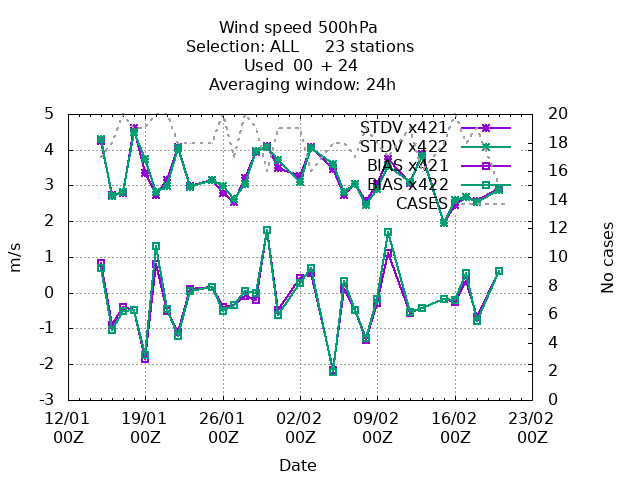 Wind speed 500hPa
Selection: ALL 23 stations
Used 00 + 24
Averaging window: 24h
5 20
STDV x421
4 18
STDV x422
16
BIAS x421
3 BIAS x422
14
CASES
2 12
1 10
0 8
-1 6
4
-2 2
-3 0
m/s
No cases
12/01 19/01 26/01 02/02 09/02 16/02 23/02
00Z 00Z 00Z 00Z 00Z 00Z 00Z
Date